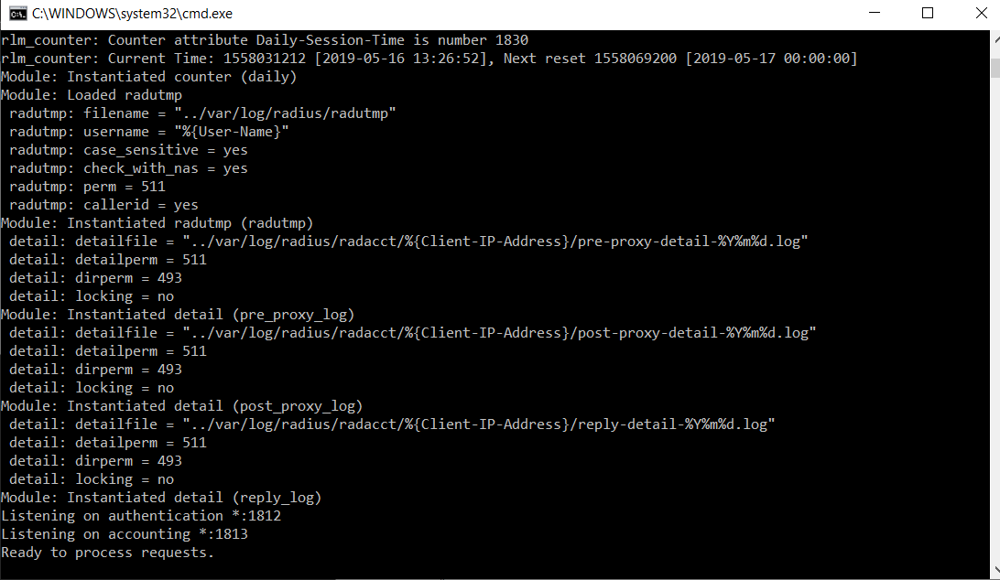 C:\WINDOWS\system32\cmd.exe
rlm_counter: Counter attribute Daily-Session-Time is number 1830
rlm_counter: Current Time: 1558031212 [2019-05-16 13:26:52], Next reset 1558069200 [2019-05-17 00:00:00]
Module: Instantiated counter (daily)
Module: Loaded radutmp
 radutmp: filename = "../var/log/radius/radutmp"
 radutmp: username = "%{User-Name}"
 radutmp: case_sensitive = yes
 radutmp: check_with_nas = yes
 radutmp: perm = 511
 radutmp: callerid = yes
Module: Instantiated radutmp (radutmp)
 detail: detailfile = "../var/log/radius/radacct/%{Client-IP-Address}/pre-proxy-detail-%Y%m%d.log"
 detail: detailperm = 511
 detail: dirperm = 493
 detail: locking = no
Module: Instantiated detail (pre_proxy_log)
 detail: detailfile = "../var/log/radius/radacct/%{Client-IP-Address}/post-proxy-detail-%Y%m%d.log"
 detail: detailperm = 511
 detail: dirperm = 493
 detail: locking = no
Module: Instantiated detail (post_proxy_log)
 detail: detailfile = "../var/log/radius/radacct/%{Client-IP-Address}/reply-detail-%Y%m%d.log"
 detail: detailperm = 511
 detail: dirperm = 493
 detail: locking = no
Module: Instantiated detail (reply_log)
Listening on authentication *:1812
Listening on accounting *:1813
Ready to process requests.